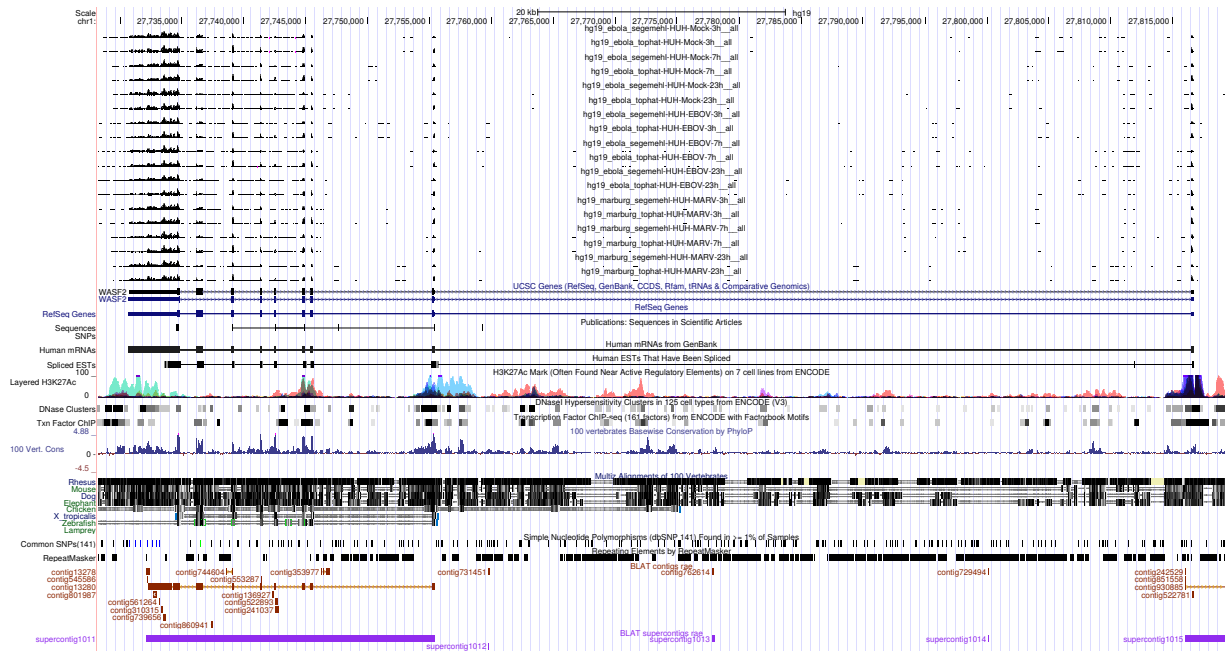 Scale 20 kb hg19
chr1: 27,735,000 27,740,000 27,745,000 27,750,000 27,755,000 27,760,000 27,765,000 27,770,000 27,775,000 27,780,000 27,785,000 27,790,000 27,795,000 27,800,000 27,805,000 27,810,000 27,815,000
hg19_ebola_segemehl-HUH-Mock-3h__all
hg19_ebola_tophat-HUH-Mock-3h__all
hg19_ebola_segemehl-HUH-Mock-7h__all
hg19_ebola_tophat-HUH-Mock-7h__all
hg19_ebola_segemehl-HUH-Mock-23h__all
hg19_ebola_tophat-HUH-Mock-23h__all
hg19_ebola_segemehl-HUH-EBOV-3h__all
hg19_ebola_tophat-HUH-EBOV-3h__all
hg19_ebola_segemehl-HUH-EBOV-7h__all
hg19_ebola_tophat-HUH-EBOV-7h__all
hg19_ebola_segemehl-HUH-EBOV-23h__all
hg19_ebola_tophat-HUH-EBOV-23h__all
hg19_marburg_segemehl-HUH-MARV-3h__all
hg19_marburg_tophat-HUH-MARV-3h__all
hg19_marburg_segemehl-HUH-MARV-7h__all
hg19_marburg_tophat-HUH-MARV-7h__all
hg19_marburg_segemehl-HUH-MARV-23h__all
hg19_marburg_tophat-HUH-MARV-23h__all
UCSC Genes (RefSeq, GenBank, CCDS, Rfam, tRNAs & Comparative Genomics)
WASF2
WASF2
RefSeq Genes
RefSeq Genes
Publications: Sequences in Scientific Articles
Sequences
SNPs
Human mRNAs from GenBank
Human mRNAs
Human ESTs That Have Been Spliced
Spliced ESTs
H3K27Ac Mark (Often Found Near Active Regulatory Elements) on 7 cell lines from ENCODE
100
Layered H3K27Ac
0
DNaseI Hypersensitivity Clusters in 125 cell types from ENCODE (V3)
DNase Clusters
Transcription Factor ChIP-seq (161 factors) from ENCODE with Factorbook Motifs
Txn Factor ChIP
100 vertebrates Basewise Conservation by PhyloP
4.88
100 Vert. Cons
0
-4.5
Multiz Alignments of 100 Vertebrates
Rhesus
Mouse
Dog
Elephant
Chicken
X_tropicalis
Zebrafish
Lamprey
Simple Nucleotide Polymorphisms (dbSNP 141) Found in >= 1% of Samples
Common SNPs(141)
Repeating Elements by RepeatMasker
RepeatMasker
BLAT contigs rae
contig13278 contig744604 contig353977 contig731451 contig762614 contig729494 contig242529
contig545586 contig553287 contig851558
contig13280 contig930885
contig801987 contig136927 contig522781
contig561264 contig522893
contig310315 contig241037
contig739656
contig860941
BLAT supercontigs rae
supercontig1011 supercontig1013 supercontig1014 supercontig1015
supercontig1012